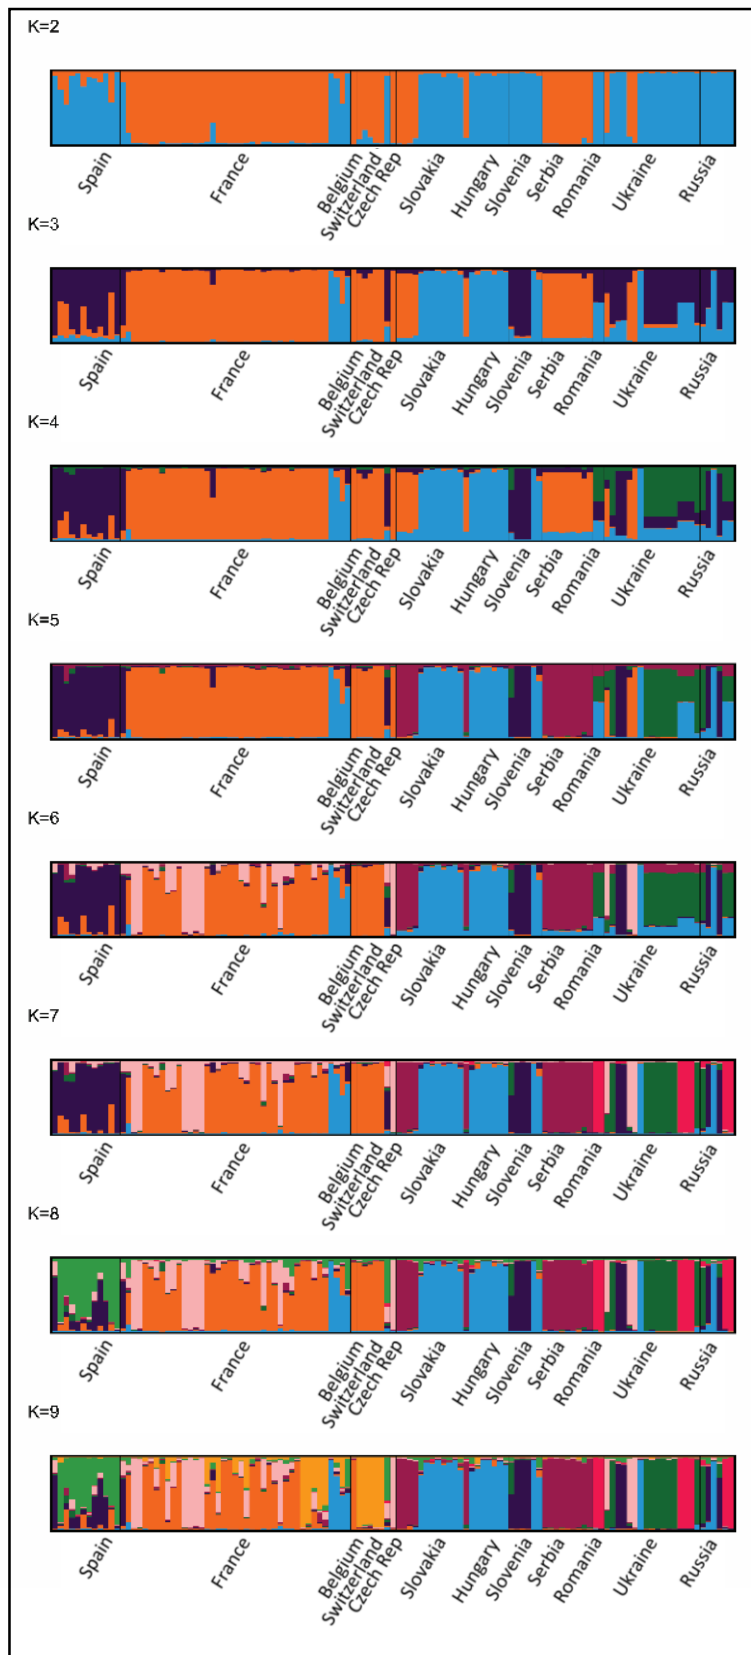 K=2
Spain France Belgium Switzerland Czech Rep Slovakia Hungary Slovenia Serbia Romania Ukraine Russia
K=3
Spain France Belgium Switzerland Czech Rep Slovakia Hungary Slovenia Serbia Romania Ukraine Russia
K=4
Spain France Belgium Switzerland Czech Rep Slovakia Hungary Slovenia Serbia Romania Ukraine Russia
K=5
Spain France Belgium Switzerland Czech Rep Slovakia Hungary Slovenia Serbia Romania Ukraine Russia
K=6
Spain France Belgium Switzerland Czech Rep Slovakia Hungary Slovenia Serbia Romania Ukraine Russia
K=7
Spain France Belgium Switzerland Czech Rep Slovakia Hungary Slovenia Serbia Romania Ukraine Russia
K=8
Spain France Belgium Switzerland Czech Rep Slovakia Hungary Slovenia Serbia Romania Ukraine Russia
K=9
Spain France Belgium Switzerland Czech Rep Slovakia Hungary Slovenia Serbia Romania Ukraine Russia